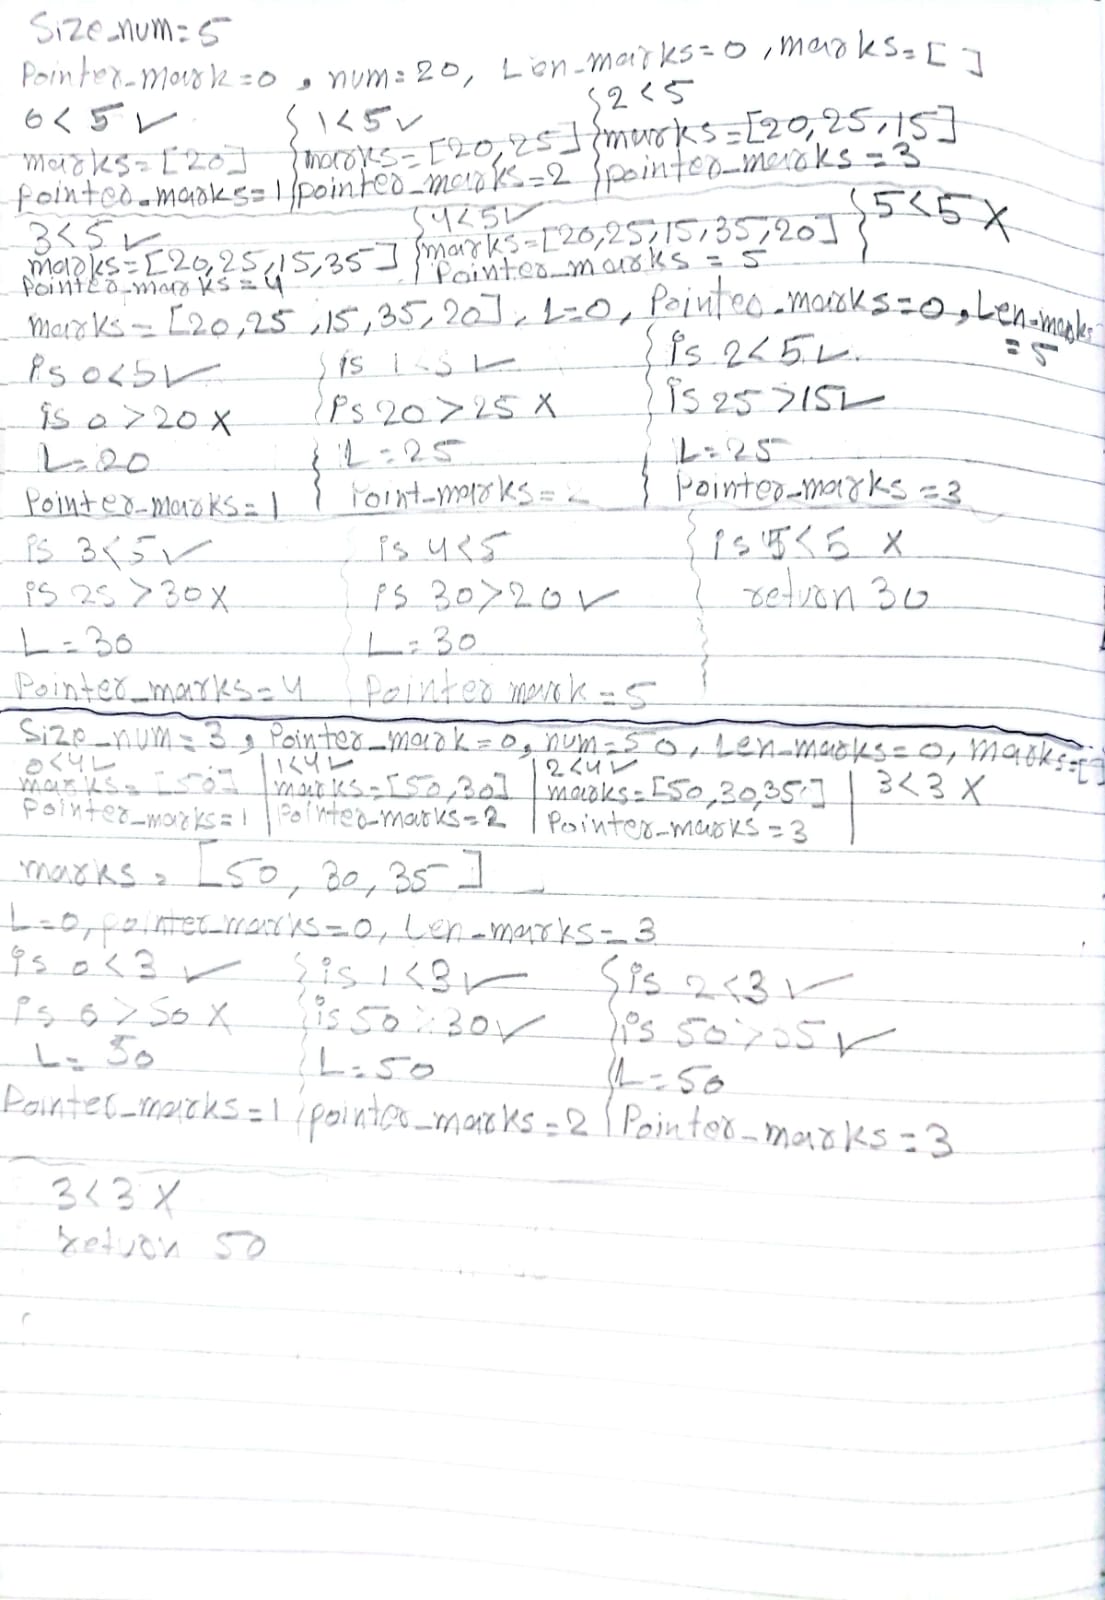 Size_num=5
Pointer_mark=0, num=20, Len_marks=0, marks=[]
0<5 ✓ { 1<5 ✓ { 2<5
marks=[20] { marks=[20,25] { marks=[20,25,15]
Pointer_marks=1 { pointer_marks=2 { pointer_marks=3
3<5 ✓ { 4<5 ✓ { 5<5 X
marks=[20,25,15,35] { marks=[20,25,15,35,20]
Pointer_marks=4 { Pointer_marks=5
marks=[20,25,15,35,20], L=0, Pointer_marks=0, Len_marks
=5
is 0<5 ✓ { is 1<5 ✓ { is 2<5 ✓
is 0>20 X { is 20>25 X { is 25>15 ✓
L=20 { L=25 { L=25
Pointer_marks=1 { Point_marks=2 { Pointer_marks=3
is 3<5 ✓ is 4<5 { is 5<5 X
is 25>30 X is 30>20 ✓ return 30
L=30 L=30
Pointer_marks=4 Pointer mark=5
Size_num=3, Pointer_mark=0, num=50, Len_marks=0, marks=[]
0<4 ✓ | 1<4 ✓ | 2<4 ✓ | 3<3 X
marks=[50] | marks=[50,30] | marks=[50,30,35]
Pointer_marks=1 | Pointer_marks=2 | Pointer_marks=3
marks=[50, 30, 35]
L=0, pointer_marks=0, Len_marks=3
is 0<3 ✓ { is 1<3 ✓ { is 2<3 ✓
is 0>50 X { is 50>30 ✓ { is 50>35 ✓
L=50 { L=50 { L=50
Pointer_marks=1 { pointer_marks=2 { Pointer_marks=3
3<3 X
return 50